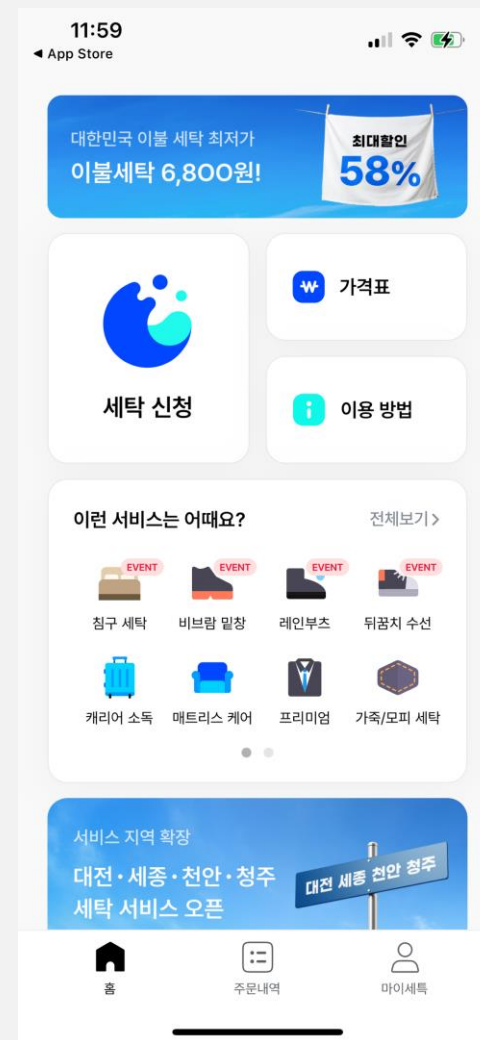 11:59
◀ App Store
대한민국 이불 세탁 최저가
이불세탁 6,800원!
최대할인
58%
세탁 신청
₩ 가격표
i 이용 방법
이런 서비스는 어때요?
전체보기 >
EVENT EVENT EVENT EVENT
침구 세탁 비브람 밑창 레인부츠 뒤꿈치 수선
캐리어 소독 매트리스 케어 프리미엄 가죽/모피 세탁
서비스 지역 확장
대전·세종·천안·청주
세탁 서비스 오픈
대전 세종 천안 청주
홈 주문내역 마이세특